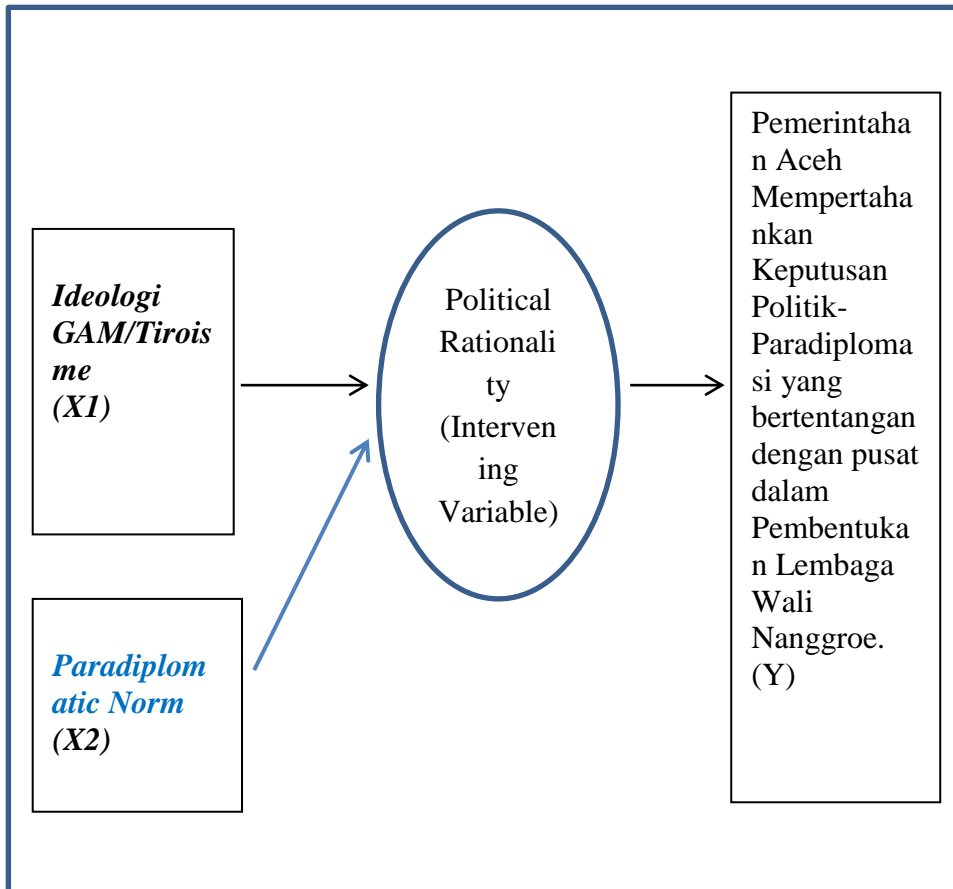 Ideologi
GAM/Tirois
me
(X1)
Paradiplom
atic Norm
(X2)
Political
Rationali
ty
(Interven
ing
Variable)
Pemerintaha
n Aceh
Mempertaha
nkan
Keputusan
Politik-
Paradiploma
si yang
bertentangan
dengan pusat
dalam
Pembentuka
n Lembaga
Wali
Nanggroe.
(Y)